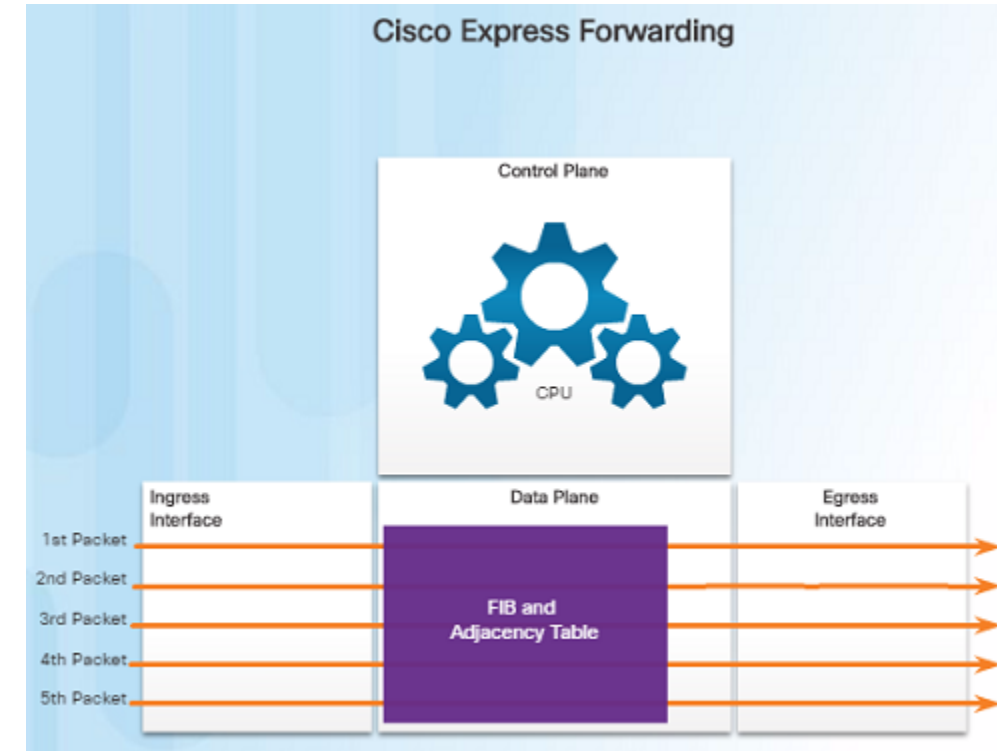 Cisco Express Forwarding
Control Plane
CPU
Ingress
Interface
Data Plane
Egress
Interface
1st Packet
2nd Packet
3rd Packet
4th Packet
5th Packet
FIB and
Adjacency Table